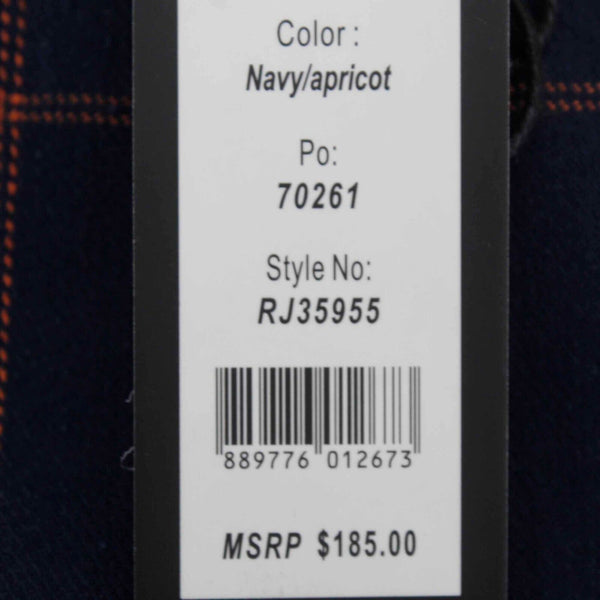 Color :
Navy/apricot
Po:
70261
Style No:
RJ35955
889776 012673
MSRP $185.00